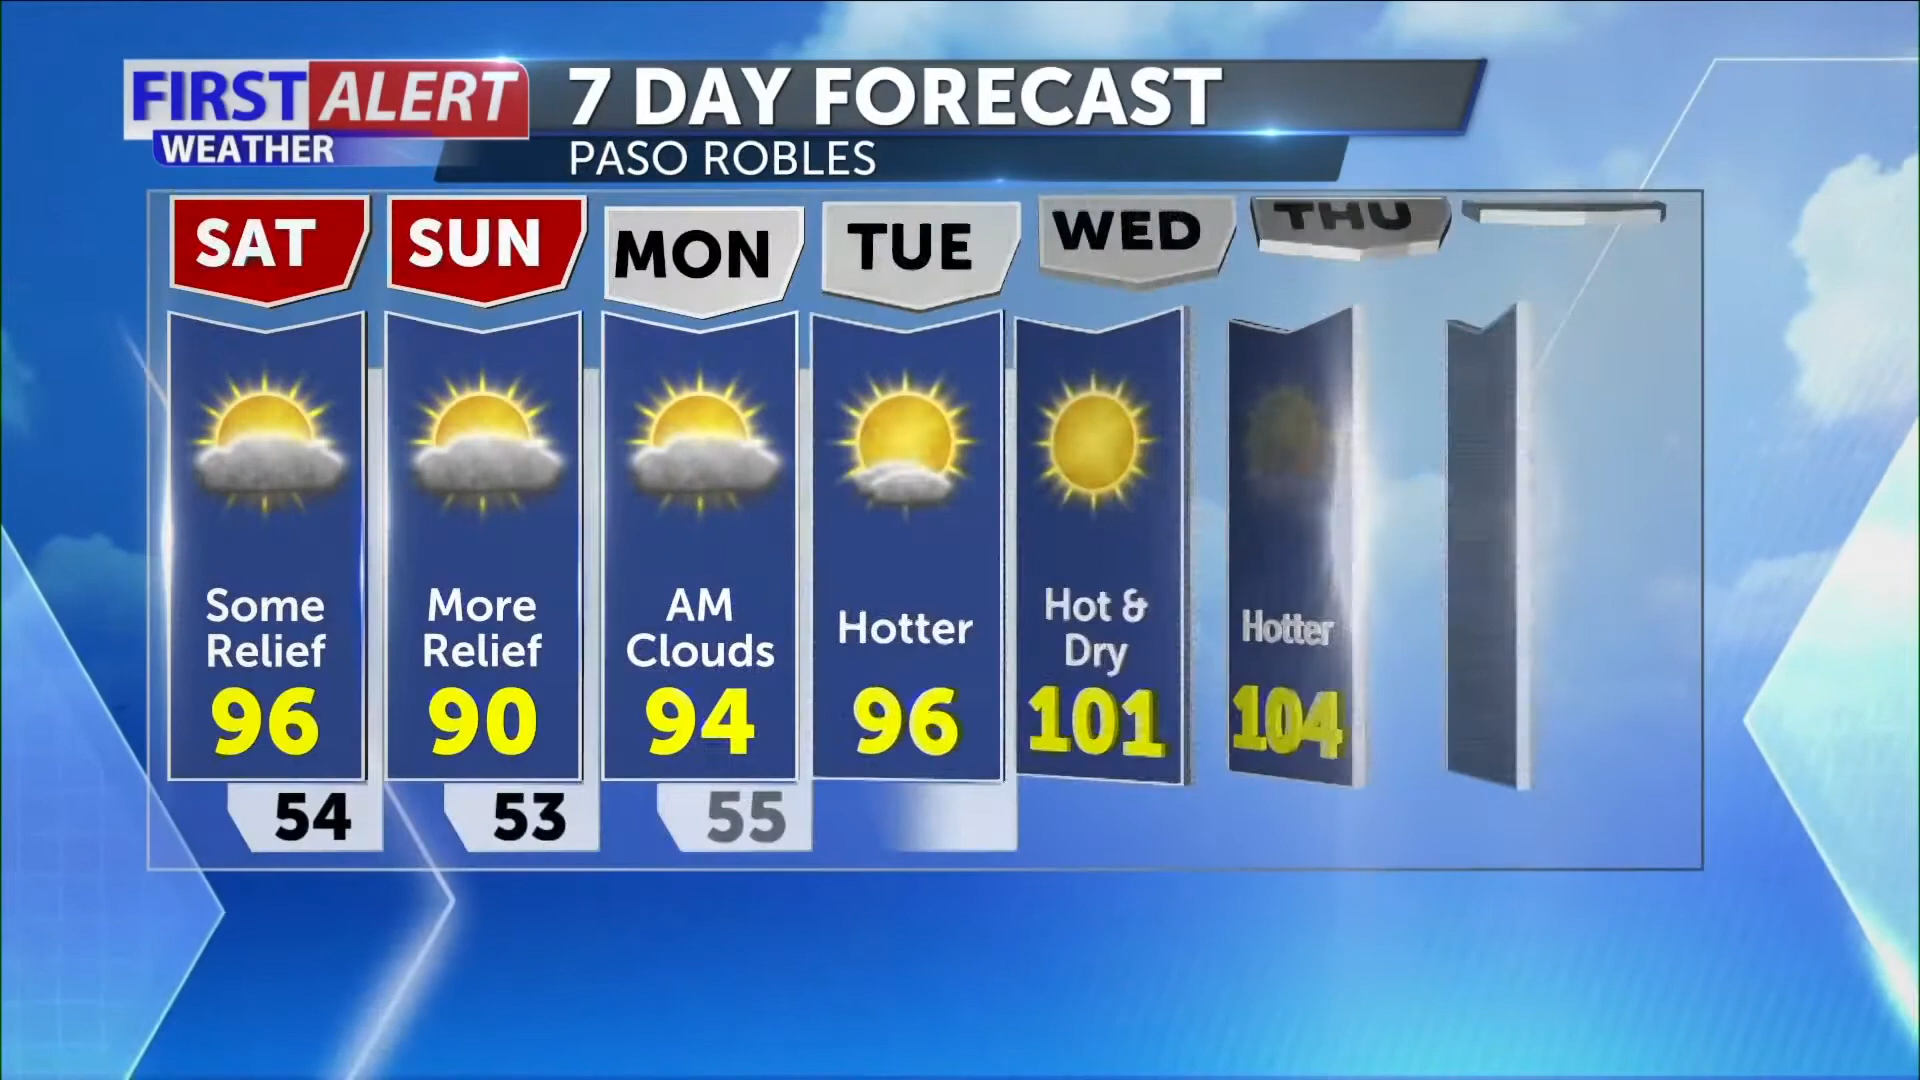 FIRST ALERT
WEATHER
7 DAY FORECAST
PASO ROBLES
SAT
SUN
MON
TUE
WED
THU
Some
Relief
96
54
More
Relief
90
53
AM
Clouds
94
55
Hotter
96
Hot &
Dry
101
Hotter
104